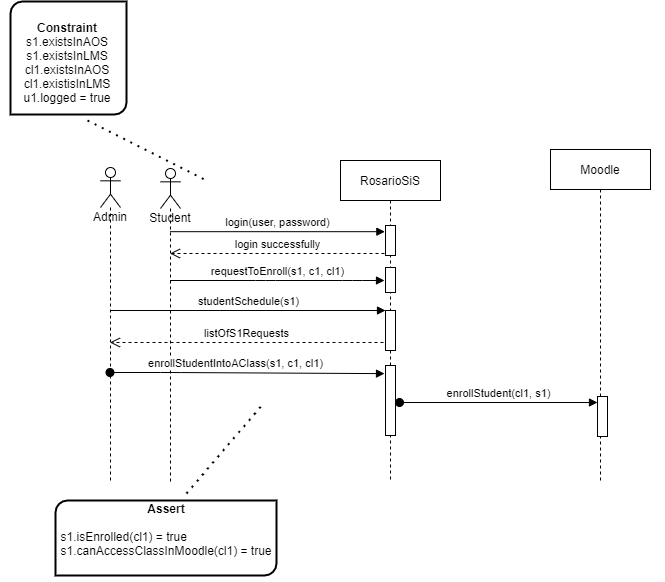 Constraint
s1.existsInAOS
s1.existsInLMS
cl1.existsInAOS
cl1.existisInLMS
u1.logged = true
Admin
Student
RosarioSiS
Moodle
login(user, password)
login successfully
requestToEnroll(s1, c1, cl1)
studentSchedule(s1)
listOfS1Requests
enrollStudentIntoAClass(s1, c1, cl1)
enrollStudent(cl1, s1)
Assert
s1.isEnrolled(cl1) = true
s1.canAccessClassInMoodle(cl1) = true